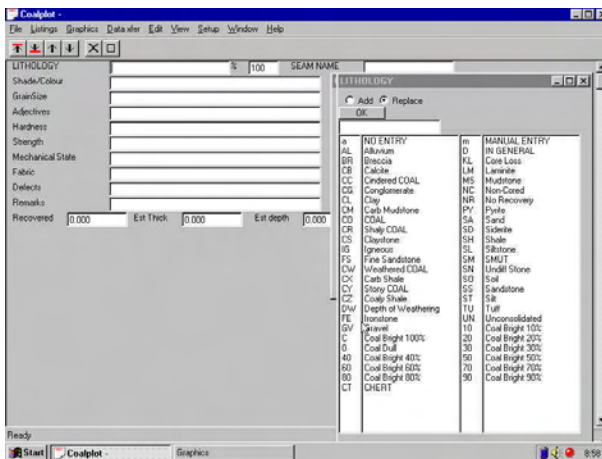 Coalplot -
File Listings Graphics Data xfer Edit View Setup Window Help
LITHOLOGY % 100 SEAM NAME
Shade/Colour
GrainSize
Adjectives
Hardness
Strength
Mechanical State
Fabric
Defects
Remarks
Recovered 0.000 Est Thick 0.000 Est depth 0.000
LITHOLOGY
Add Replace
OK
a NO ENTRY m MANUAL ENTRY
AL Alluvium D IN GENERAL
BR Breccia KL Core Loss
CB Calcite LM Laminite
CC Cindered COAL MS Mudstone
CG Conglomerate NC Non-Cored
CL Clay NR No Recovery
CM Carb Mudstone PY Pyrite
CO COAL SA Sand
CR Shaly COAL SD Siderite
CS Claystone SH Shale
IG Igneous SL Siltstone
FS Fine Sandstone SM SMUT
CW Weathered COAL SN Undiff Stone
CX Carb Shale SO Soil
CY Stony COAL SS Sandstone
CZ Coaly Shale ST Silt
DW Depth of Weathering TU Tuff
FE Ironstone UN Unconsolidated
GV Gravel 10 Coal Bright 10%
C Coal Bright 100% 20 Coal Bright 20%
0 Coal Dull 30 Coal Bright 30%
40 Coal Bright 40% 50 Coal Bright 50%
60 Coal Bright 60% 70 Coal Bright 70%
80 Coal Bright 80% 90 Coal Bright 90%
CT CHERT
Ready
Start Coalplot - Graphics 8:58